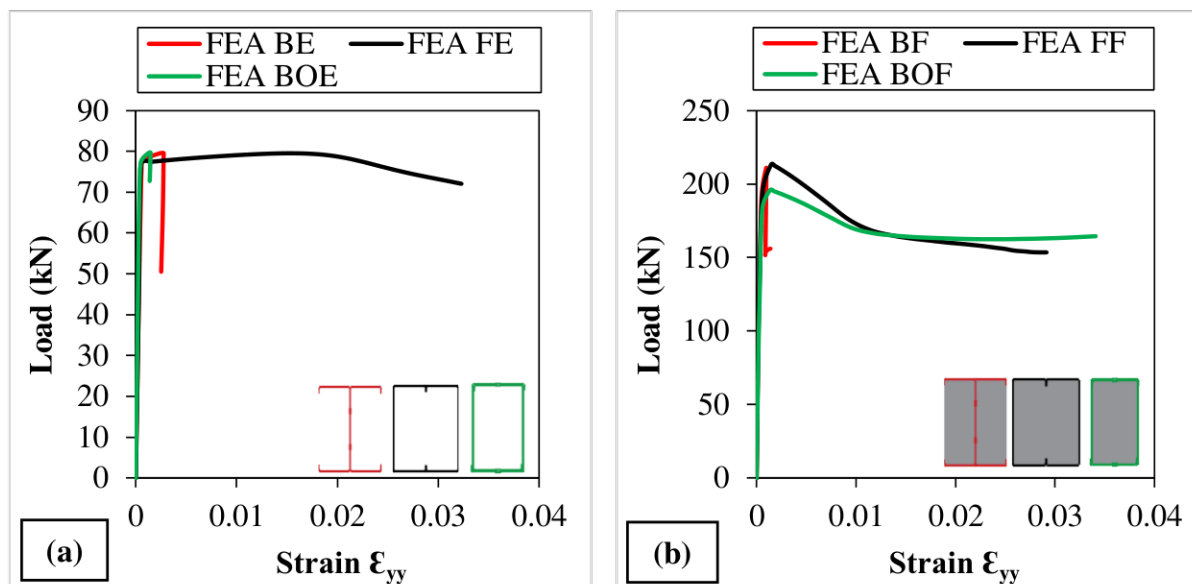 FEA BE FEA FE
FEA BOE
90
80
70
60
50
40
30
20
10
0
Load (kN)
0 0.01 0.02 0.03 0.04
Strain Ɛyy
(a)
FEA BF FEA FF
FEA BOF
250
200
150
100
50
0
Load (kN)
0 0.01 0.02 0.03 0.04
Strain Ɛyy
(b)